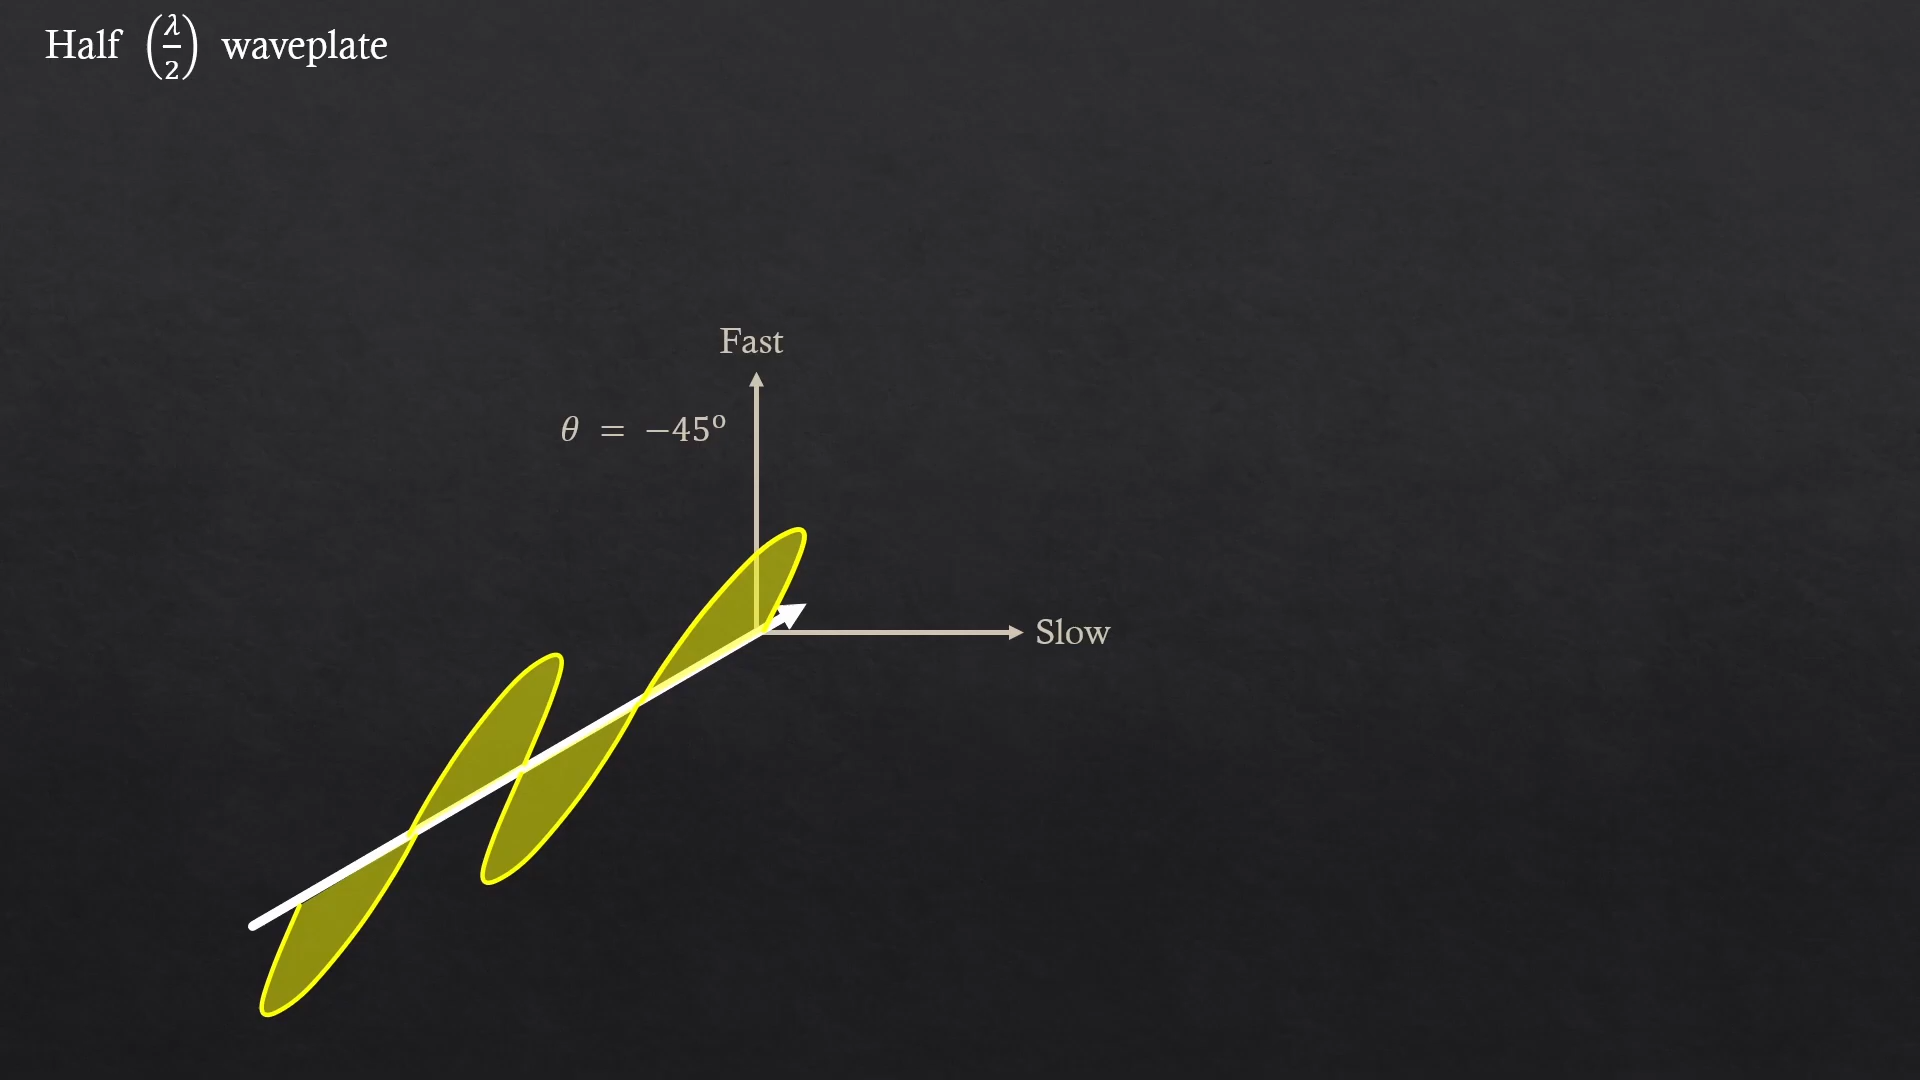 Half (λ/2) waveplate
Fast
θ = −45º
Slow